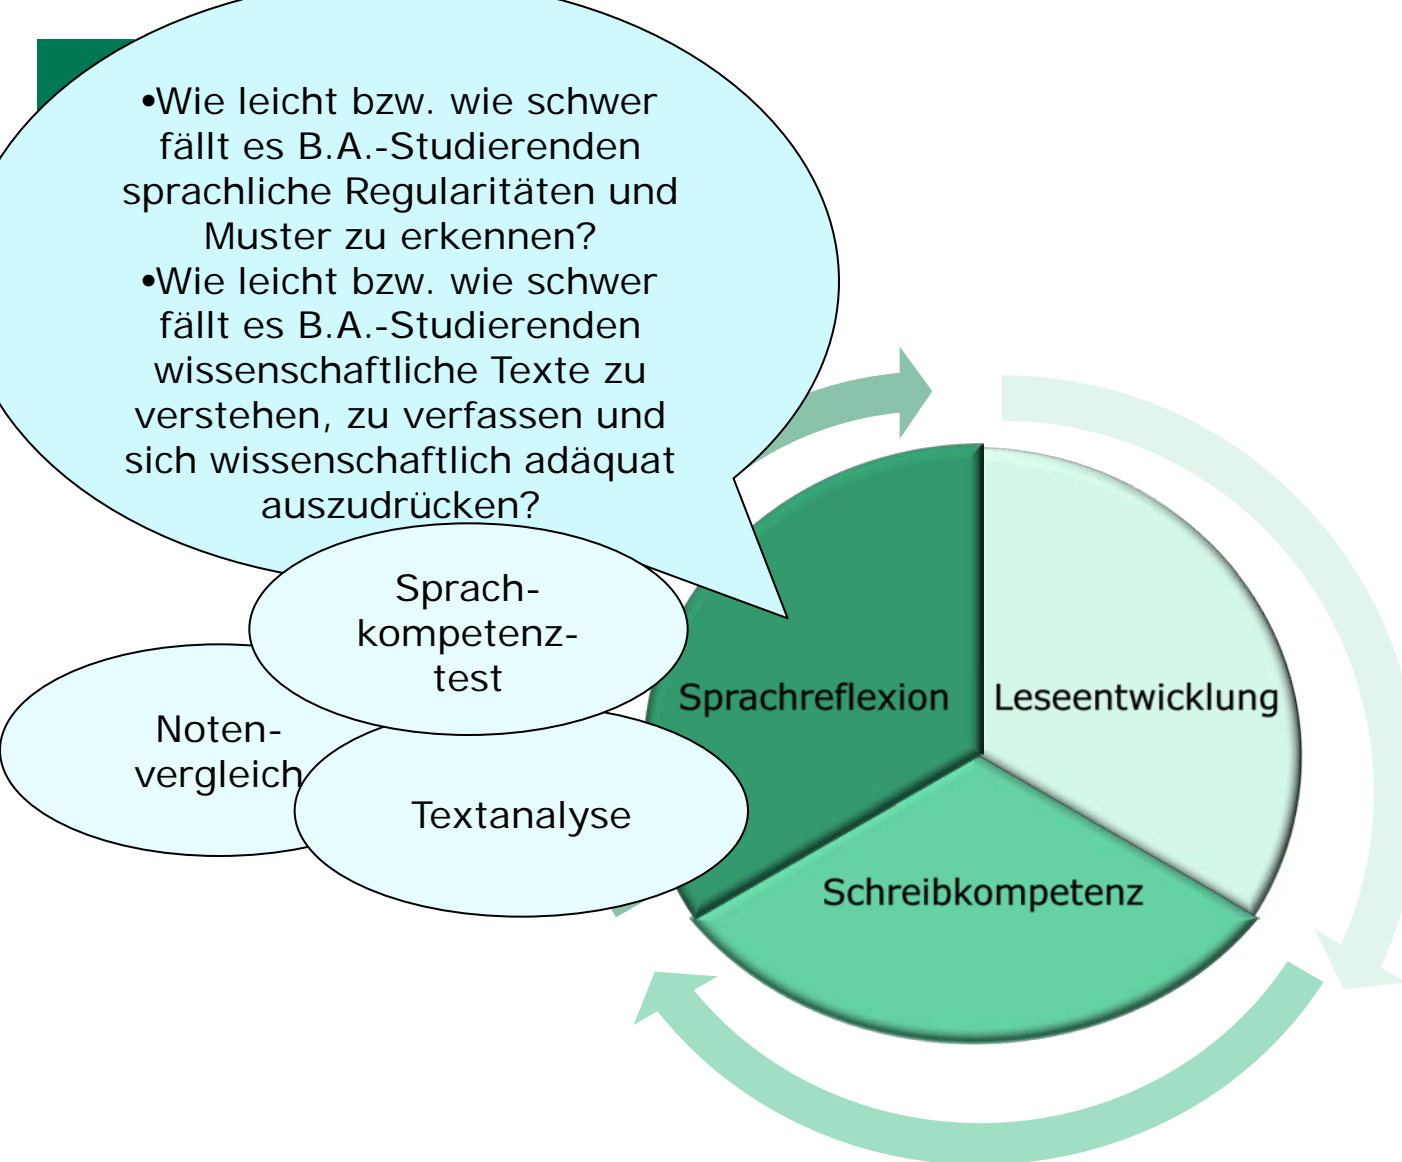 •Wie leicht bzw. wie schwer
fällt es B.A.-Studierenden
sprachliche Regularitäten und
Muster zu erkennen?
•Wie leicht bzw. wie schwer
fällt es B.A.-Studierenden
wissenschaftliche Texte zu
verstehen, zu verfassen und
sich wissenschaftlich adäquat
auszudrücken?
Sprach-
kompetenz-
test
Noten-
vergleich
Textanalyse
Sprachreflexion
Leseentwicklung
Schreibkompetenz